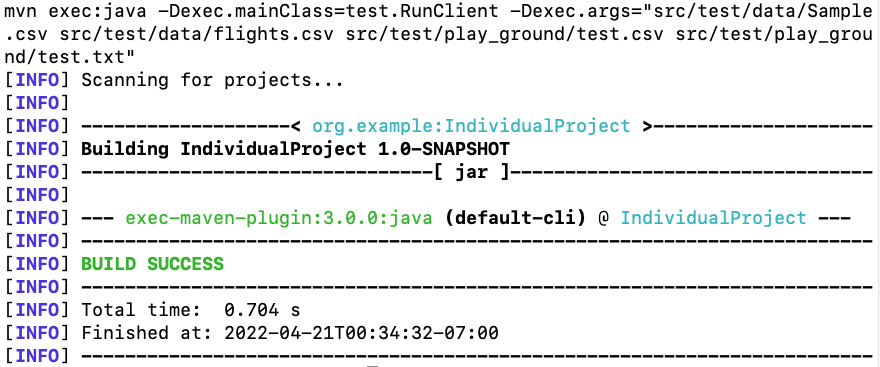 mvn exec:java -Dexec.mainClass=test.RunClient -Dexec.args="src/test/data/Sample
.csv src/test/data/flights.csv src/test/play_ground/test.csv src/test/play_grou
nd/test.txt"
[INFO] Scanning for projects...
[INFO]
[INFO] -------------------< org.example:IndividualProject >--------------------
[INFO] Building IndividualProject 1.0-SNAPSHOT
[INFO] --------------------------------[ jar ]---------------------------------
[INFO]
[INFO] --- exec-maven-plugin:3.0.0:java (default-cli) @ IndividualProject ---
[INFO] ------------------------------------------------------------------------
[INFO] BUILD SUCCESS
[INFO] ------------------------------------------------------------------------
[INFO] Total time:  0.704 s
[INFO] Finished at: 2022-04-21T00:34:32-07:00
[INFO] ------------------------------------------------------------------------